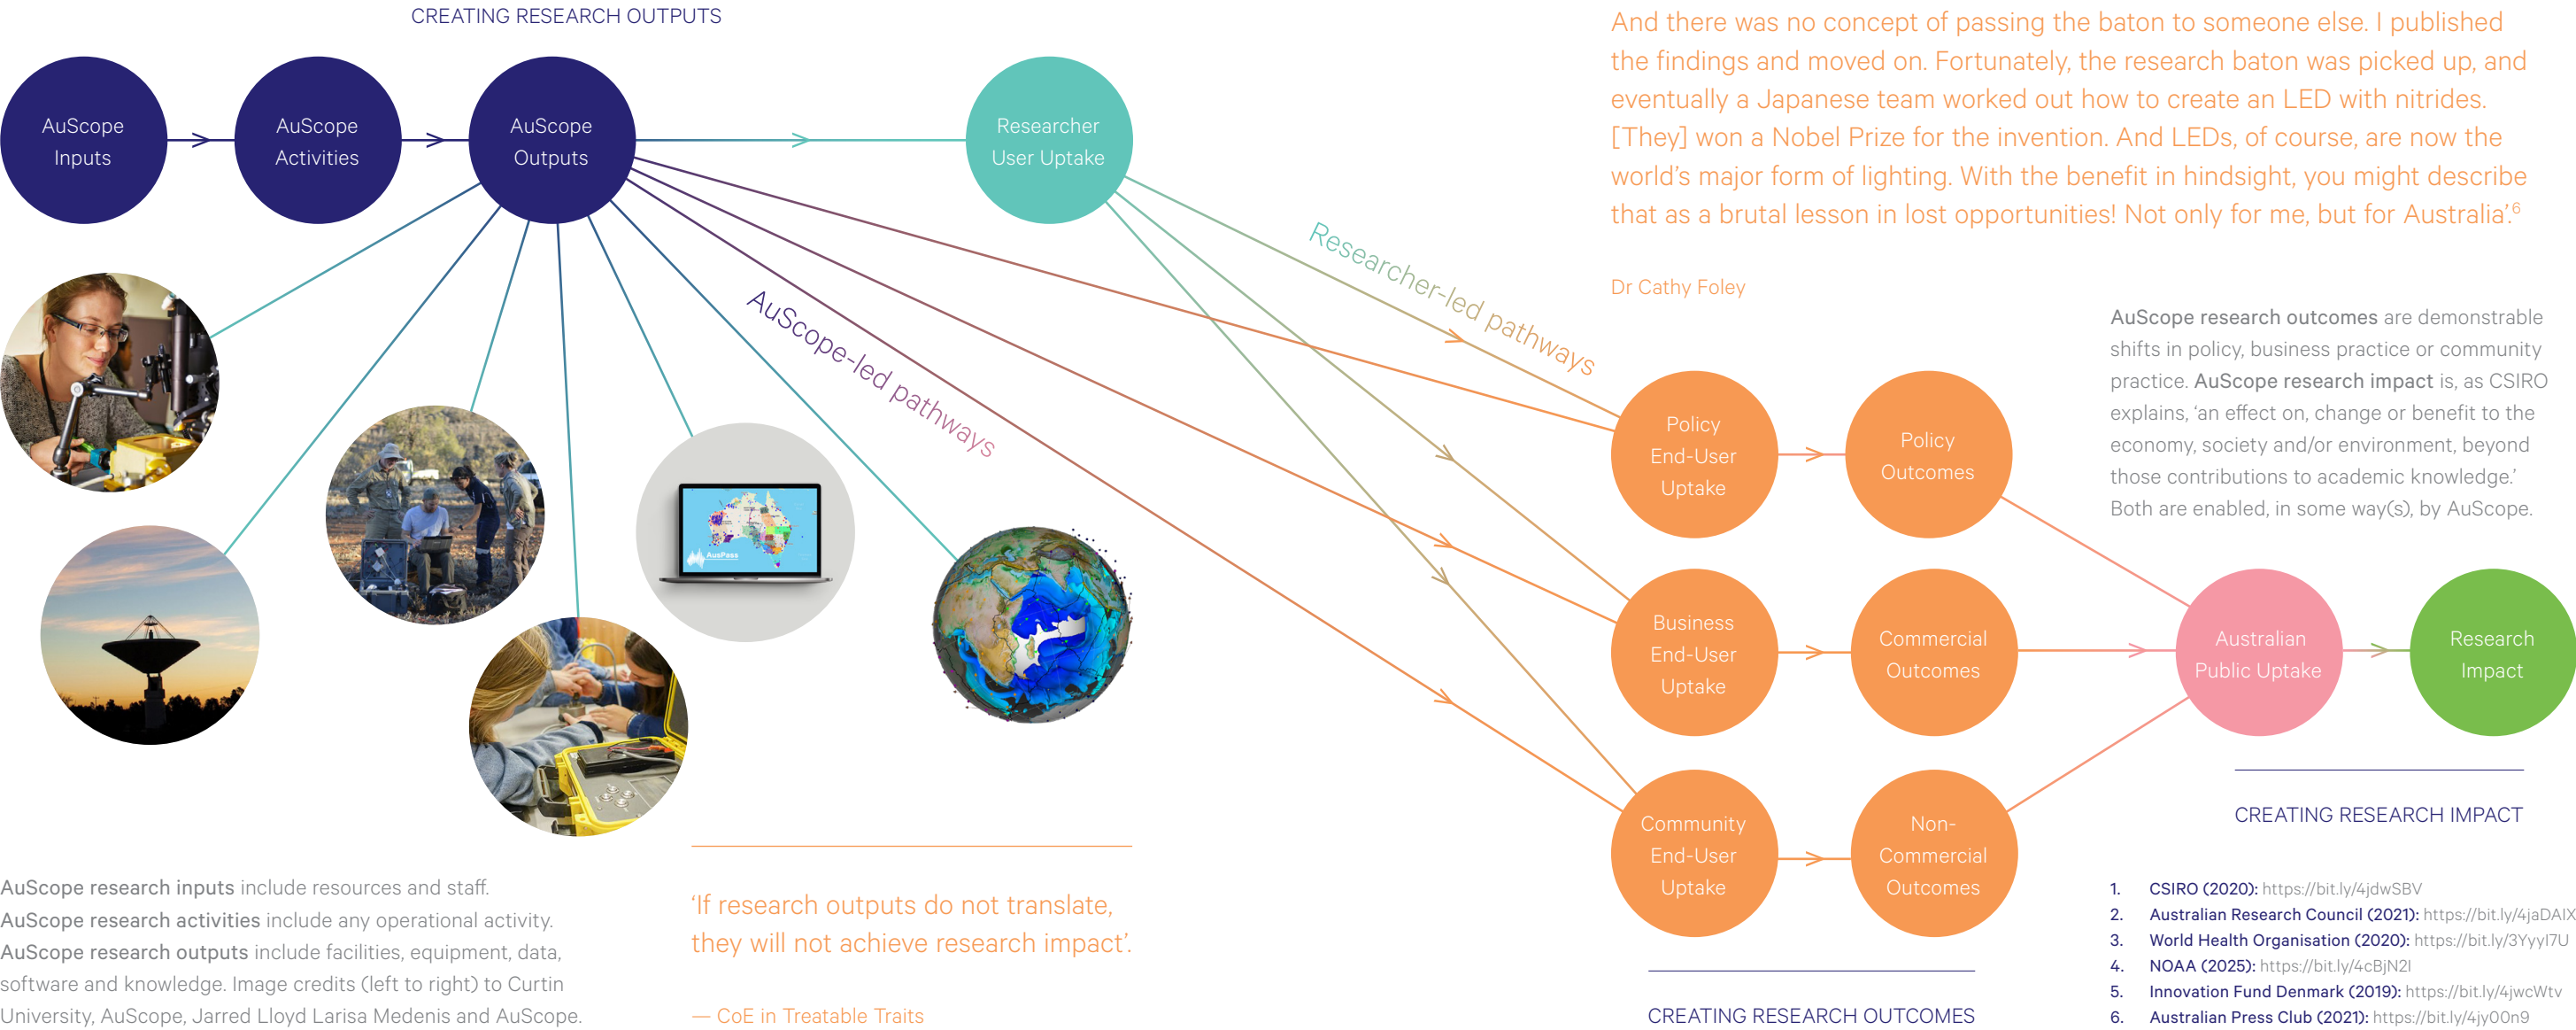 CREATING RESEARCH OUTPUTS
AuScope
Inputs
AuScope
Activities
AuScope
Outputs
Researcher
User Uptake
And there was no concept of passing the baton to someone else. I published
the findings and moved on. Fortunately, the research baton was picked up, and
eventually a Japanese team worked out how to create an LED with nitrides.
[They] won a Nobel Prize for the invention. And LEDs, of course, are now the
world’s major form of lighting. With the benefit in hindsight, you might describe
that as a brutal lesson in lost opportunities! Not only for me, but for Australia’.6
Dr Cathy Foley
AuScope-led pathways
Researcher-led pathways
AuScope research outcomes are demonstrable
shifts in policy, business practice or community
practice. AuScope research impact is, as CSIRO
explains, ‘an effect on, change or benefit to the
economy, society and/or environment, beyond
those contributions to academic knowledge.’
Both are enabled, in some way(s), by AuScope.
AusPass
Policy
End-User
Uptake
Policy
Outcomes
Business
End-User
Uptake
Commercial
Outcomes
Australian
Public Uptake
Research
Impact
Community
End-User
Uptake
Non-
Commercial
Outcomes
CREATING RESEARCH IMPACT
CREATING RESEARCH OUTCOMES
AuScope research inputs include resources and staff.
AuScope research activities include any operational activity.
AuScope research outputs include facilities, equipment, data,
software and knowledge. Image credits (left to right) to Curtin
University, AuScope, Jarred Lloyd Larisa Medenis and AuScope.
‘If research outputs do not translate,
they will not achieve research impact’.
— CoE in Treatable Traits
1. CSIRO (2020): https://bit.ly/4jdwSBV
2. Australian Research Council (2021): https://bit.ly/4jaDAIX
3. World Health Organisation (2020): https://bit.ly/3YyyI7U
4. NOAA (2025): https://bit.ly/4cBjN2I
5. Innovation Fund Denmark (2019): https://bit.ly/4jwcWtv
6. Australian Press Club (2021): https://bit.ly/4jy00n9